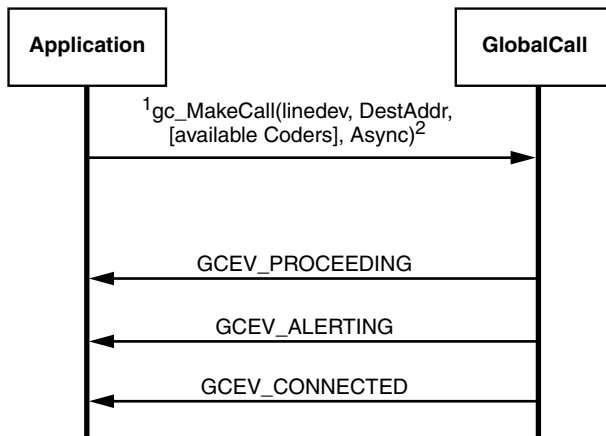 Application
GlobalCall
1gc_MakeCall(linedev, DestAddr,
[available Coders], Async)2
GCEV_PROCEEDING
GCEV_ALERTING
GCEV_CONNECTED